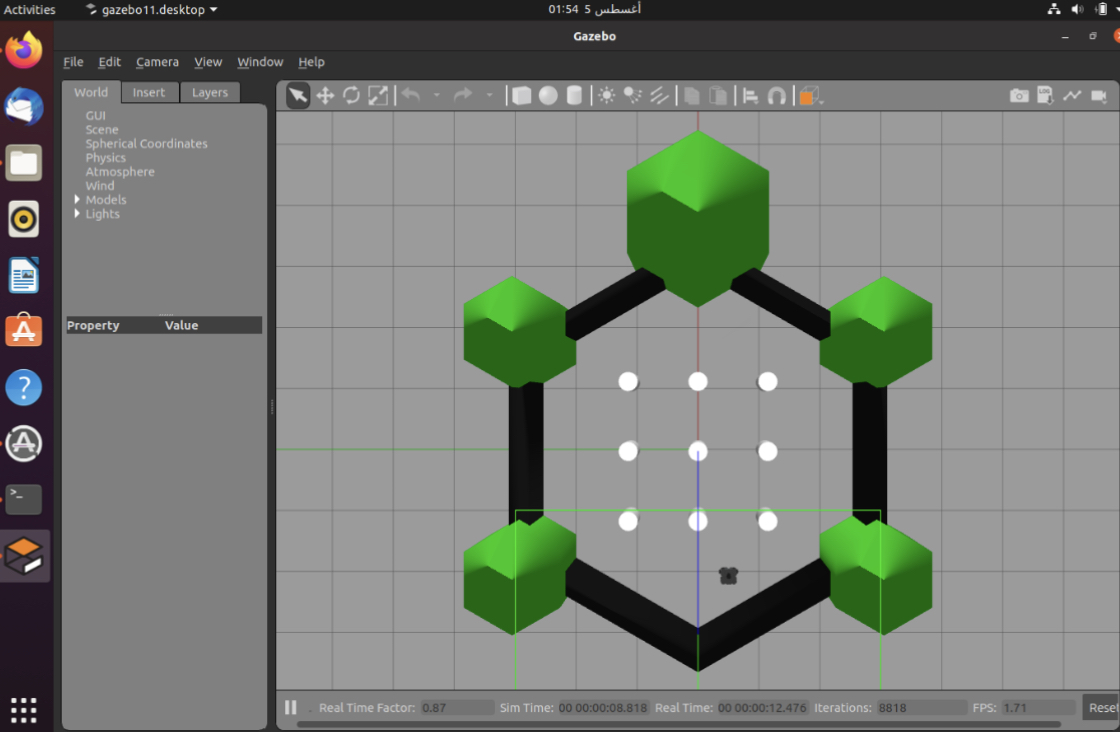 Activities gazebo11.desktop 01:54 5 أغسطس
Gazebo
File Edit Camera View Window Help
World Insert Layers
GUI
Scene
Spherical Coordinates
Physics
Atmosphere
Wind
Models
Lights
Property Value
LOG
Real Time Factor: 0.87 Sim Time: 00 00:00:08.818 Real Time: 00 00:00:12.476 Iterations: 8818 FPS: 1.71 Reset